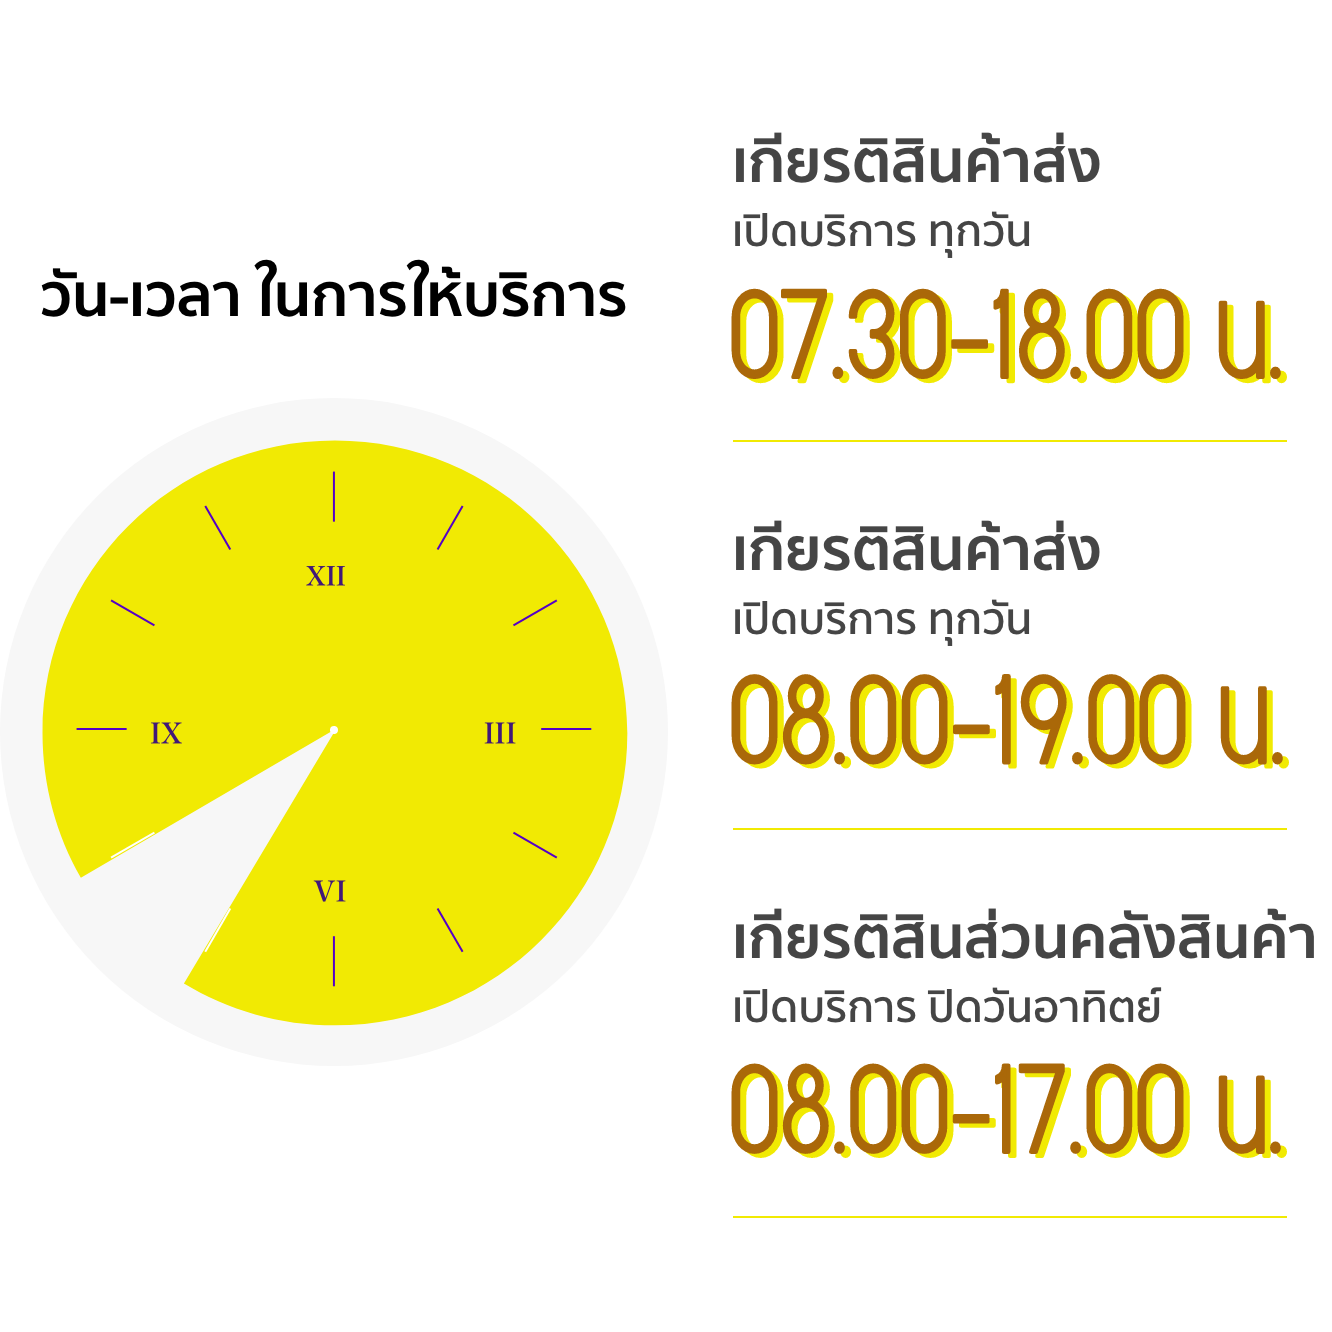 วัน-เวลา ในการให้บริการ
XII
IX
III
VI
เกียรติสินค้าส่ง
เปิดบริการ ทุกวัน
07.30-18.00 น.
เกียรติสินค้าส่ง
เปิดบริการ ทุกวัน
08.00-19.00 น.
เกียรติสินส่วนคลังสินค้า
เปิดบริการ ปิดวันอาทิตย์
08.00-17.00 น.